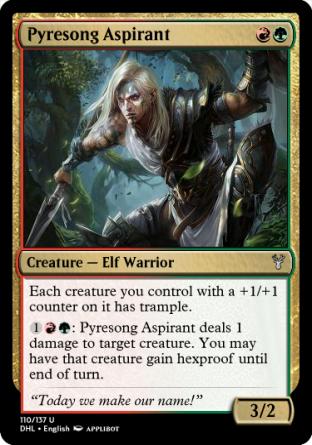 Pyresong Aspirant
Creature — Elf Warrior
Each creature you control with a +1/+1
counter on it has trample.
1RG: Pyresong Aspirant deals 1
damage to target creature. You may
have that creature gain hexproof until
end of turn.
"Today we make our name!"
3/2
110/137 U
DHL • English APPLIBOT